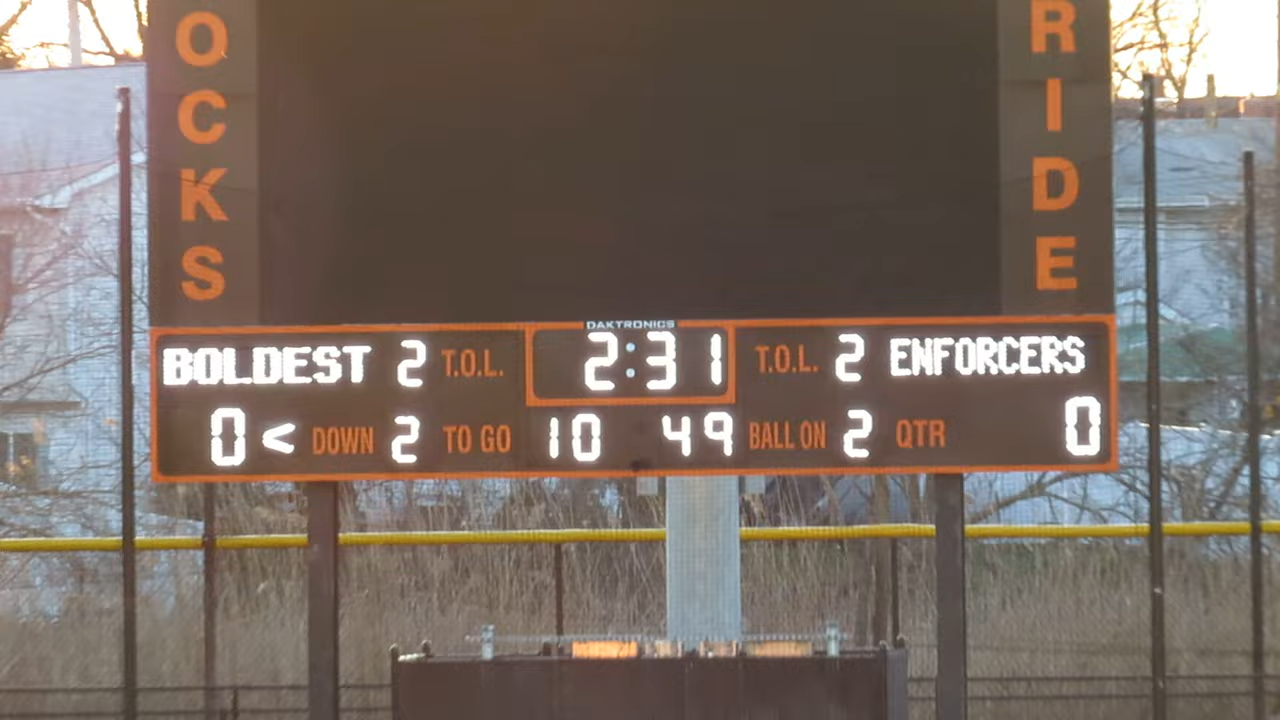 OCKS
RIDE
DAKTRONICS
BOLDEST 2 T.O.L. 2:31 T.O.L. 2 ENFORCERS
0 < DOWN 2 TO GO 10 49 BALL ON 2 QTR 0